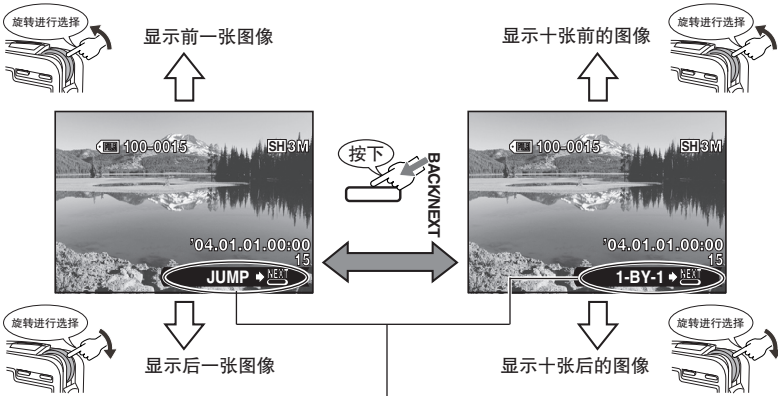 旋转进行选择
显示前一张图像
显示十张前的图像
旋转进行选择
FILE 100-0015
SH 3M
按下
BACK/NEXT
FILE 100-0015
SH 3M
'04.01.01.00:00
15
JUMP NEXT
'04.01.01.00:00
15
1-BY-1 NEXT
旋转进行选择
显示后一张图像
显示十张后的图像
旋转进行选择